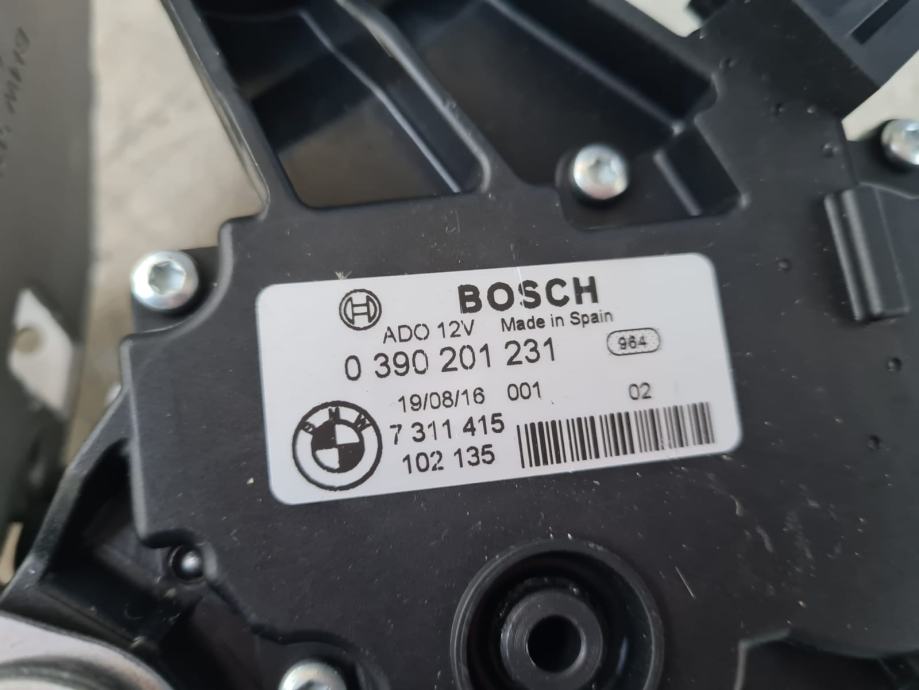 BOSCH
ADO 12V Made in Spain
0 390 201 231 964
19/08/16 001 02
BMW
7 311 415
102 135